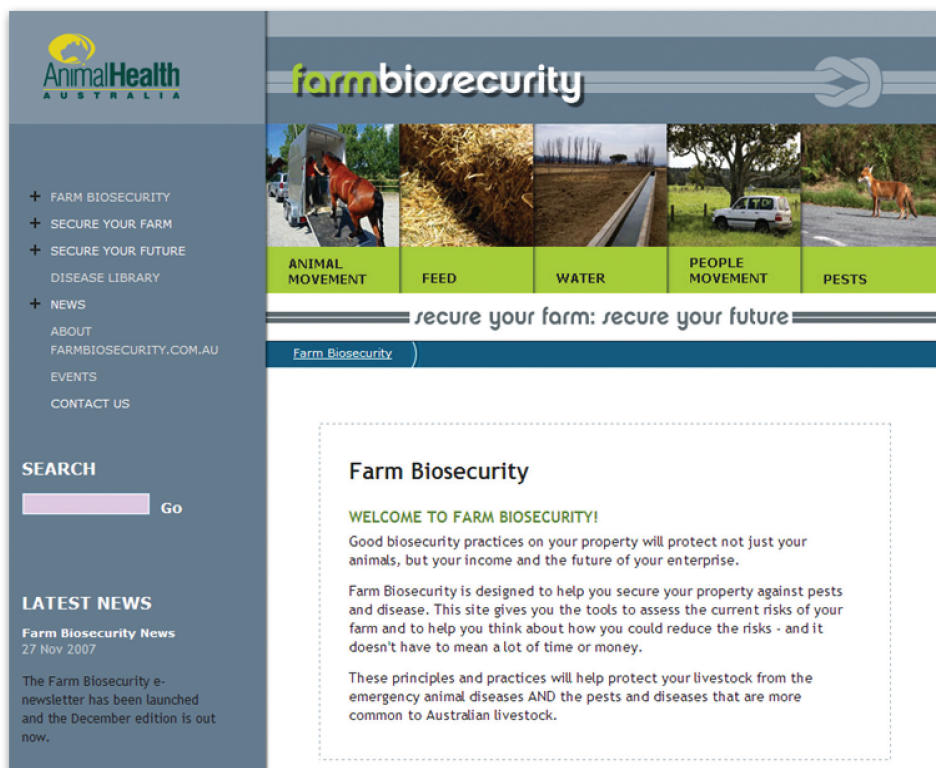 AnimalHealth
AUSTRALIA
farmbiosecurity
FARM BIOSECURITY
SECURE YOUR FARM
SECURE YOUR FUTURE
DISEASE LIBRARY
NEWS
ABOUT
FARMBIOSECURITY.COM.AU
EVENTS
CONTACT US
SEARCH
Go
LATEST NEWS
Farm Biosecurity News
27 Nov 2007
The Farm Biosecurity e-
newsletter has been launched
and the December edition is out
now.
ANIMAL
MOVEMENT
FEED
WATER
PEOPLE
MOVEMENT
PESTS
secure your farm: secure your future
Farm Biosecurity
Farm Biosecurity
WELCOME TO FARM BIOSECURITY!
Good biosecurity practices on your property will protect not just your
animals, but your income and the future of your enterprise.
Farm Biosecurity is designed to help you secure your property against pests
and disease. This site gives you the tools to assess the current risks of your
farm and to help you think about how you could reduce the risks - and it
doesn't have to mean a lot of time or money.
These principles and practices will help protect your livestock from the
emergency animal diseases AND the pests and diseases that are more
common to Australian livestock.